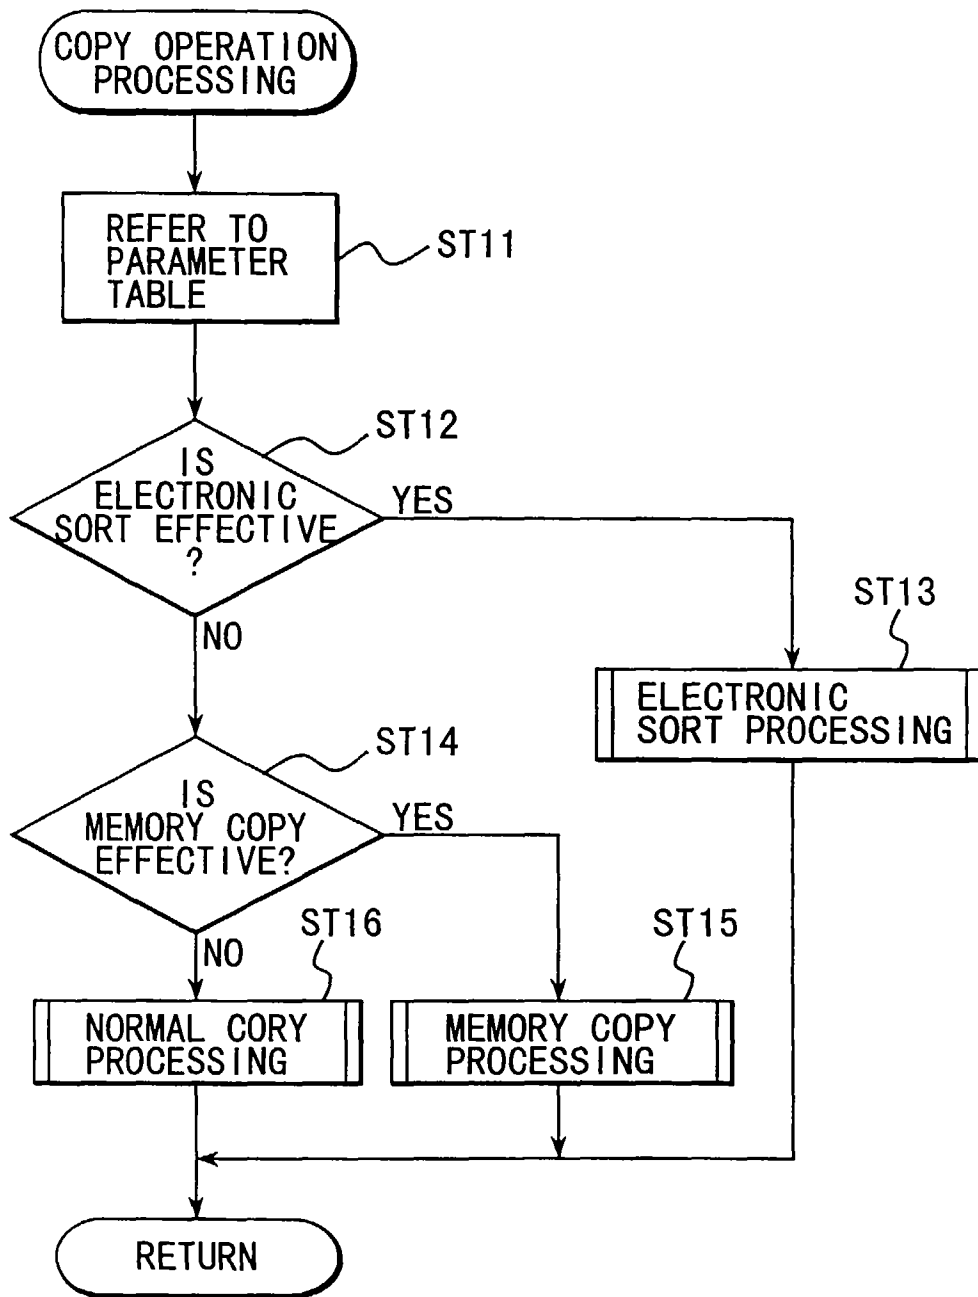 COPY OPERATION
PROCESSING
REFER TO
PARAMETER
TABLE
ST11
ST12
IS
ELECTRONIC
SORT EFFECTIVE
?
YES
NO
ST13
ELECTRONIC
SORT PROCESSING
ST14
IS
MEMORY COPY
EFFECTIVE?
YES
NO
ST16
NORMAL CORY
PROCESSING
ST15
MEMORY COPY
PROCESSING
RETURN